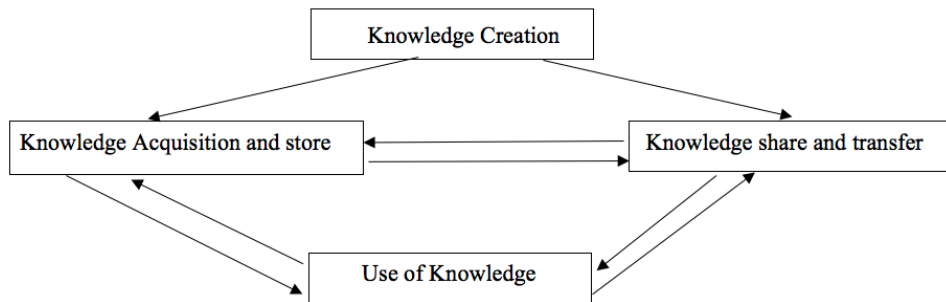 Knowledge Creation
Knowledge Acquisition and store
Knowledge share and transfer
Use of Knowledge